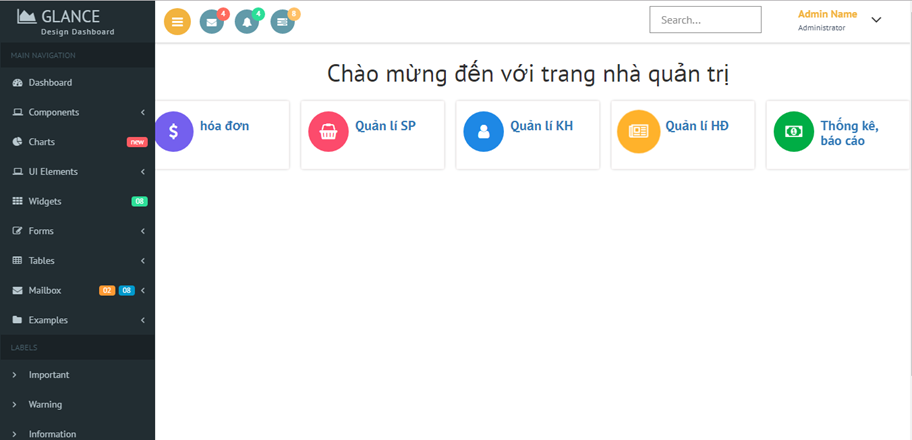 GLANCE
Design Dashboard
4
4
8
Search...
Admin Name
Administrator
MAIN NAVIGATION
Dashboard
Components
Charts new
UI Elements
Widgets 08
Forms
Tables
Mailbox 02 08
Examples
LABELS
Important
Warning
Information
Chào mừng đến với trang nhà quản trị
hóa đơn
Quản lí SP
Quản lí KH
Quản lí HĐ
Thống kê,
báo cáo